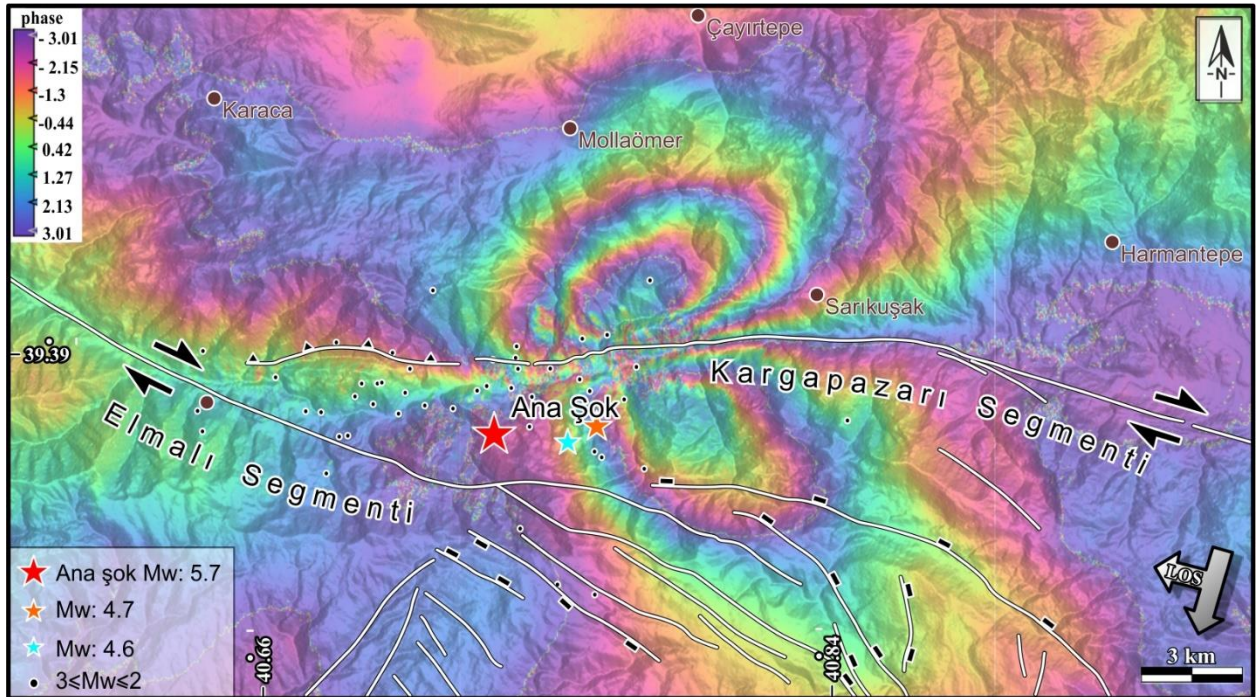 phase
- 3.01
- 2.15
-1.3
-0.44
0.42
1.27
2.13
3.01
Çayırtepe
-N-
Karaca
Mollaömer
Harmantepe
Sarıkuşak
39.39
Kargapazarı Segmenti
Ana Şok
Elmalı Segmenti
Ana şok Mw: 5.7
Mw: 4.7
Mw: 4.6
3⩽Mw⩽2
40.66
40.84
LOS
3 km